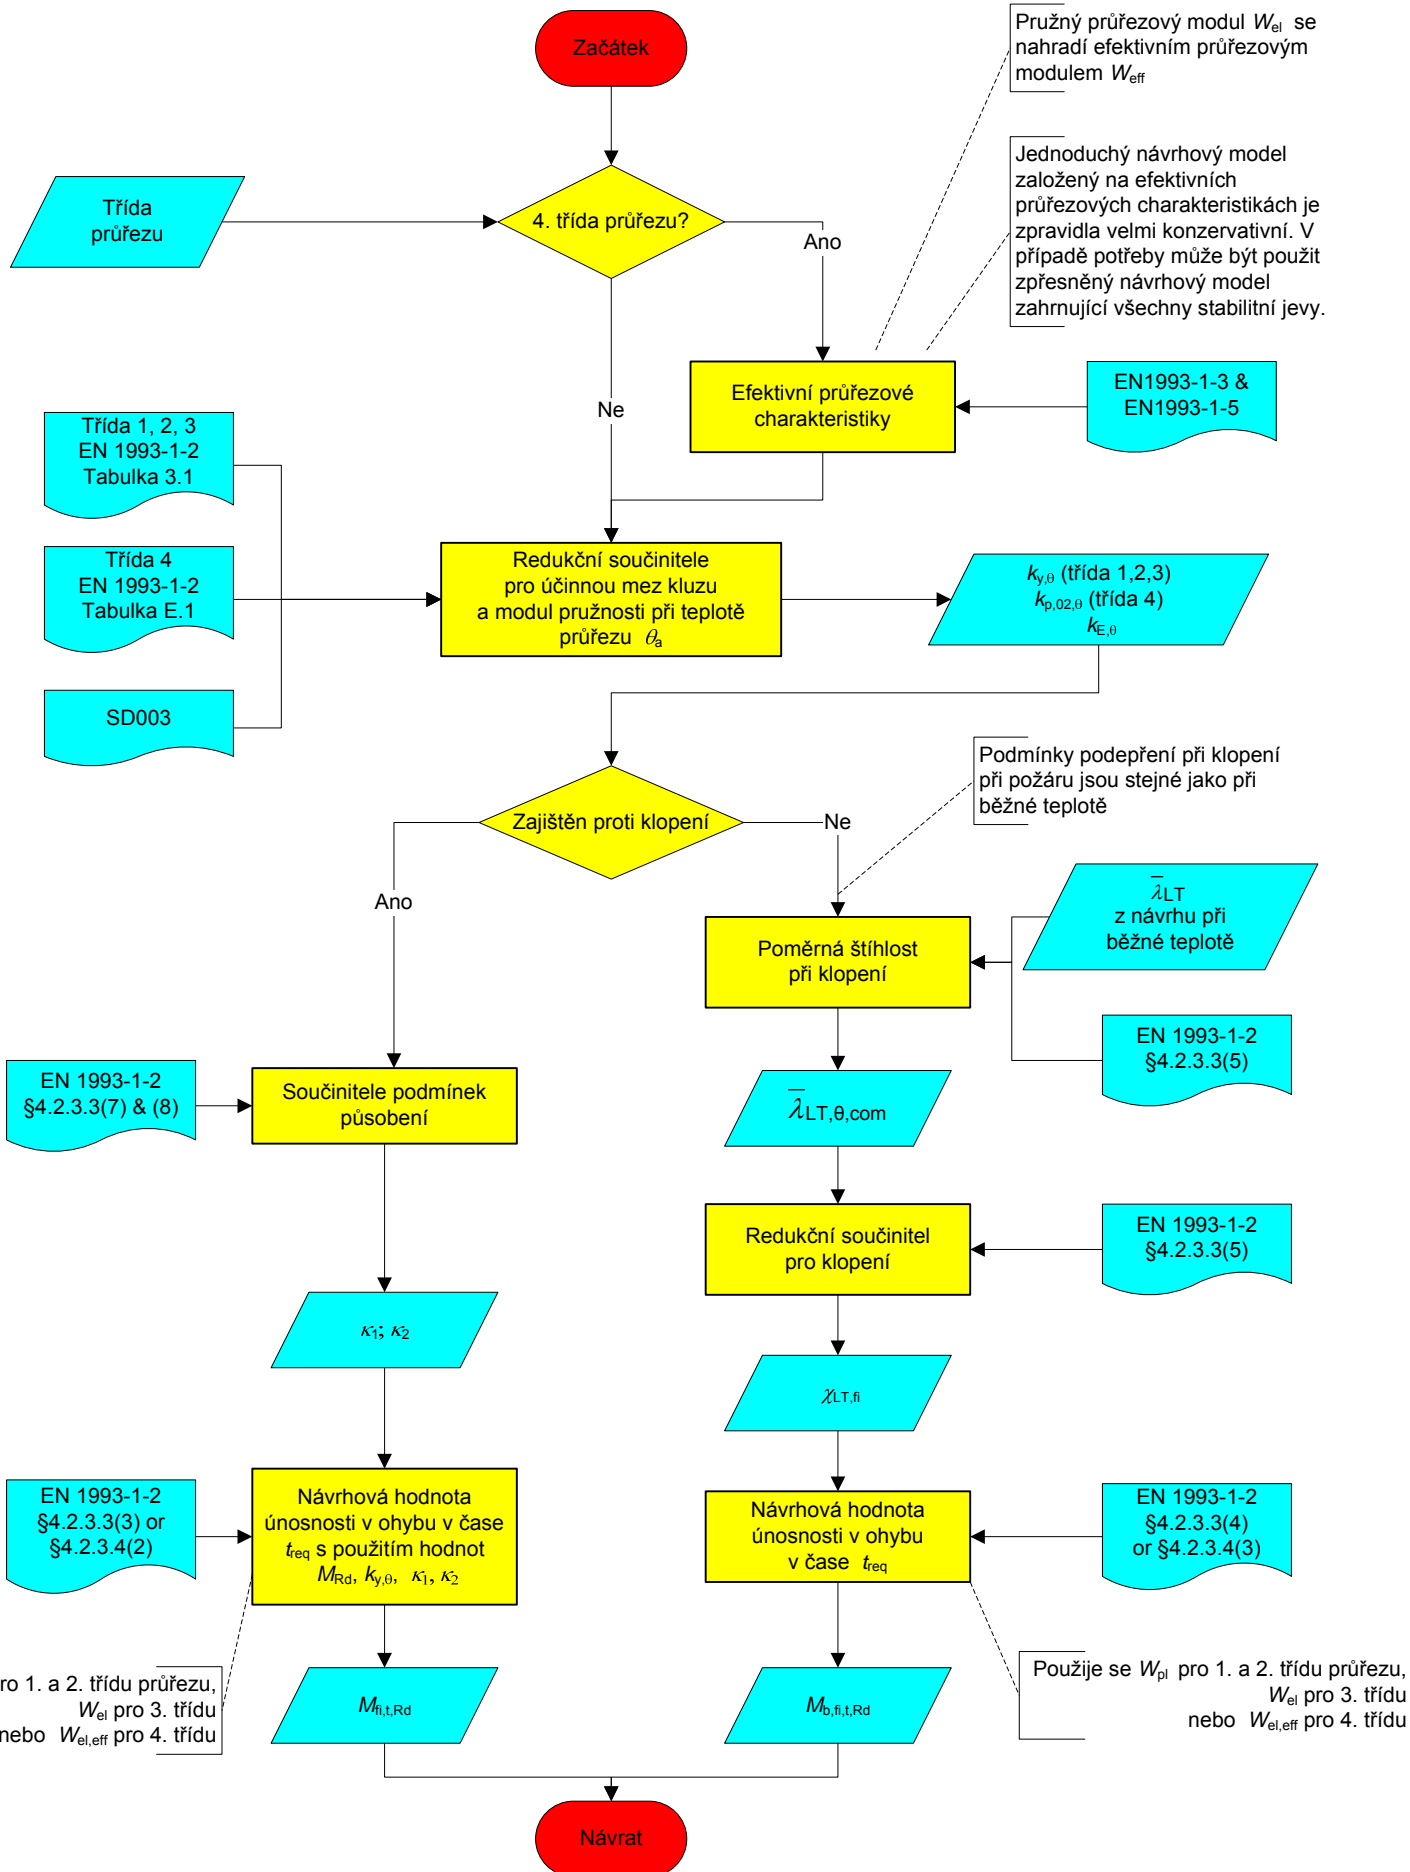 Začátek
Pružný průřezový modul Wel se
nahradí efektivním průřezovým
modulem Weff
Jednoduchý návrhový model
založený na efektivních
průřezových charakteristikách je
zpravidla velmi konzervativní. V
případě potřeby může být použit
zpřesněný návrhový model
zahrnující všechny stabilitní jevy.
Třída
průřezu
4. třída průřezu?
Ano
Ne
Efektivní průřezové
charakteristiky
EN1993-1-3 &
EN1993-1-5
Třída 1, 2, 3
EN 1993-1-2
Tabulka 3.1
Třída 4
EN 1993-1-2
Tabulka E.1
SD003
Redukční součinitele
pro účinnou mez kluzu
a modul pružnosti při teplotě
průřezu θa
ky,θ (třída 1,2,3)
kp,02,θ (třída 4)
kE,θ
Zajištěn proti klopení
Podmínky podepření při klopení
při požáru jsou stejné jako při
běžné teplotě
Ano
Ne
Poměrná štíhlost
při klopení
λ̅LT
z návrhu při
běžné teplotě
EN 1993-1-2
§4.2.3.3(5)
EN 1993-1-2
§4.2.3.3(7) & (8)
Součinitele podmínek
působení
λ̅LT,θ,com
Redukční součinitel
pro klopení
EN 1993-1-2
§4.2.3.3(5)
κ1; κ2
χLT,fi
EN 1993-1-2
§4.2.3.3(3) or
§4.2.3.4(2)
Návrhová hodnota
únosnosti v ohybu v čase
treq s použitím hodnot
MRd, ky,θ, κ1, κ2
Návrhová hodnota
únosnosti v ohybu
v čase treq
EN 1993-1-2
§4.2.3.3(4)
or §4.2.3.4(3)
ro 1. a 2. třídu průřezu,
Wel pro 3. třídu
nebo Wel,eff pro 4. třídu
Mfi,t,Rd
Mb,fi,t,Rd
Použije se Wpl pro 1. a 2. třídu průřezu,
Wel pro 3. třídu
nebo Wel,eff pro 4. třídu
Návrat